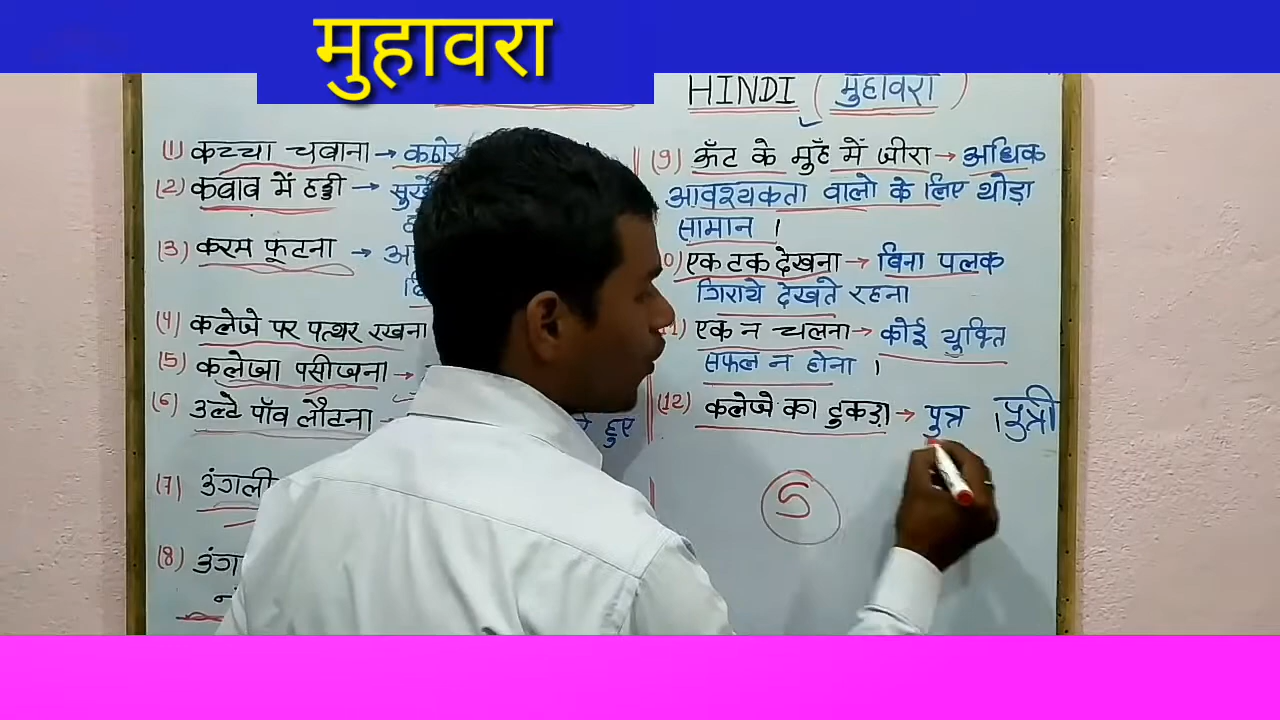 मुहावरा
HINDI (मुहावरा)
(1) कच्चा चबाना → कठोर
(2) कबाब में हड्डी →
(3) करम फूटना →
(4) कलेजे पर पत्थर रखना
(5) कलेजा पसीजना →
(6) उल्टे पाँव लौटना
हुए
(7) उंगली
(8)
(9) ऊँट के मुहँ में जीरा → अधिक
आवश्यकता वालो के लिए थोड़ा
सामान ।
0) एक टक देखना → बिना पलक
गिराये देखते रहना
11) एक न चलना → कोई युक्ति
सफल न होना ।
(12) कलेजे का टुकड़ा → पुत्र ।पुत्री
5